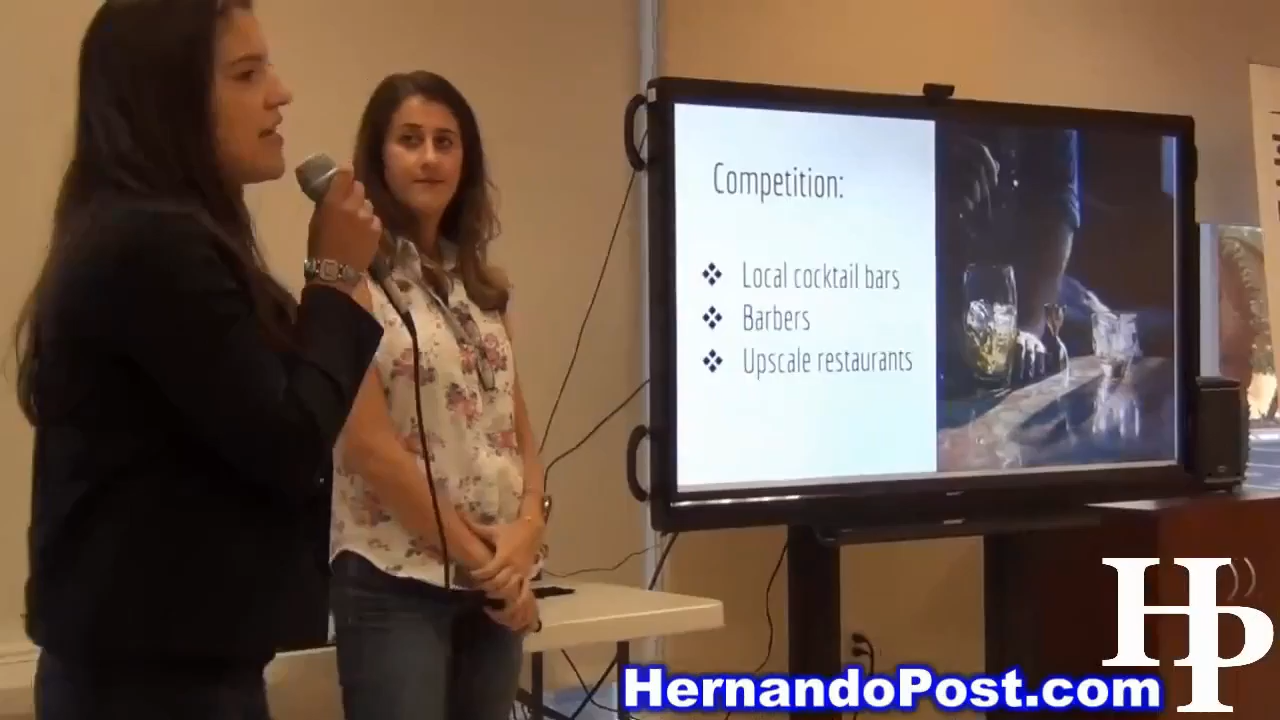 Competition:
❖ Local cocktail bars
❖ Barbers
❖ Upscale restaurants
HP
HernandoPost.com